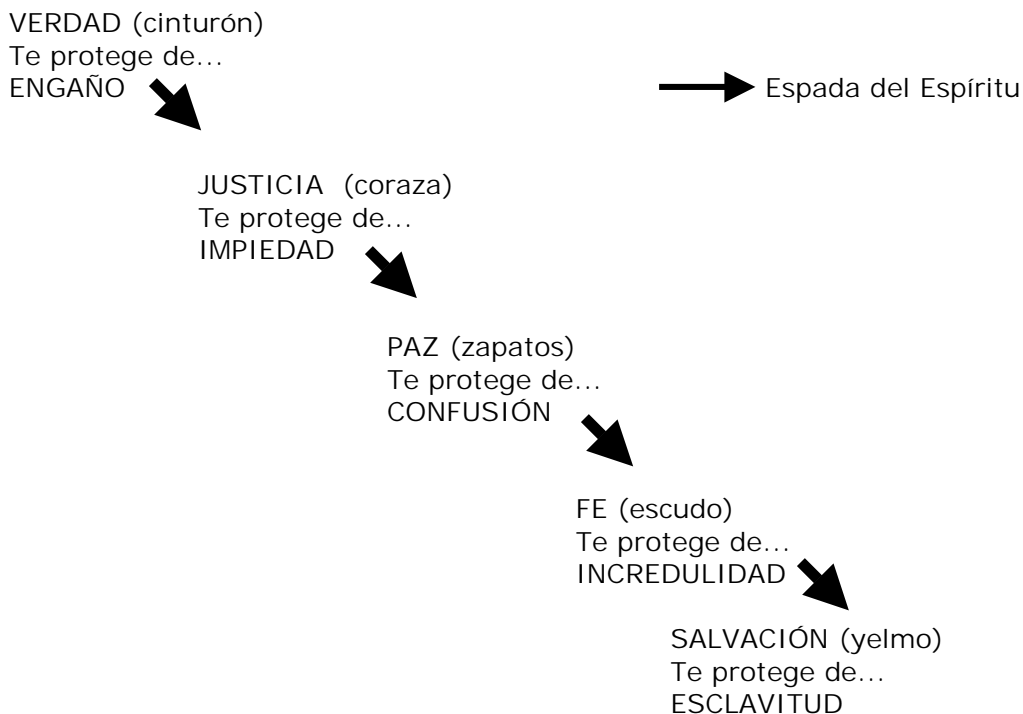 VERDAD (cinturón)
Te protege de...
ENGAÑO
Espada del Espíritu
JUSTICIA (coraza)
Te protege de...
IMPIEDAD
PAZ (zapatos)
Te protege de...
CONFUSIÓN
FE (escudo)
Te protege de...
INCREDULIDAD
SALVACIÓN (yelmo)
Te protege de...
ESCLAVITUD